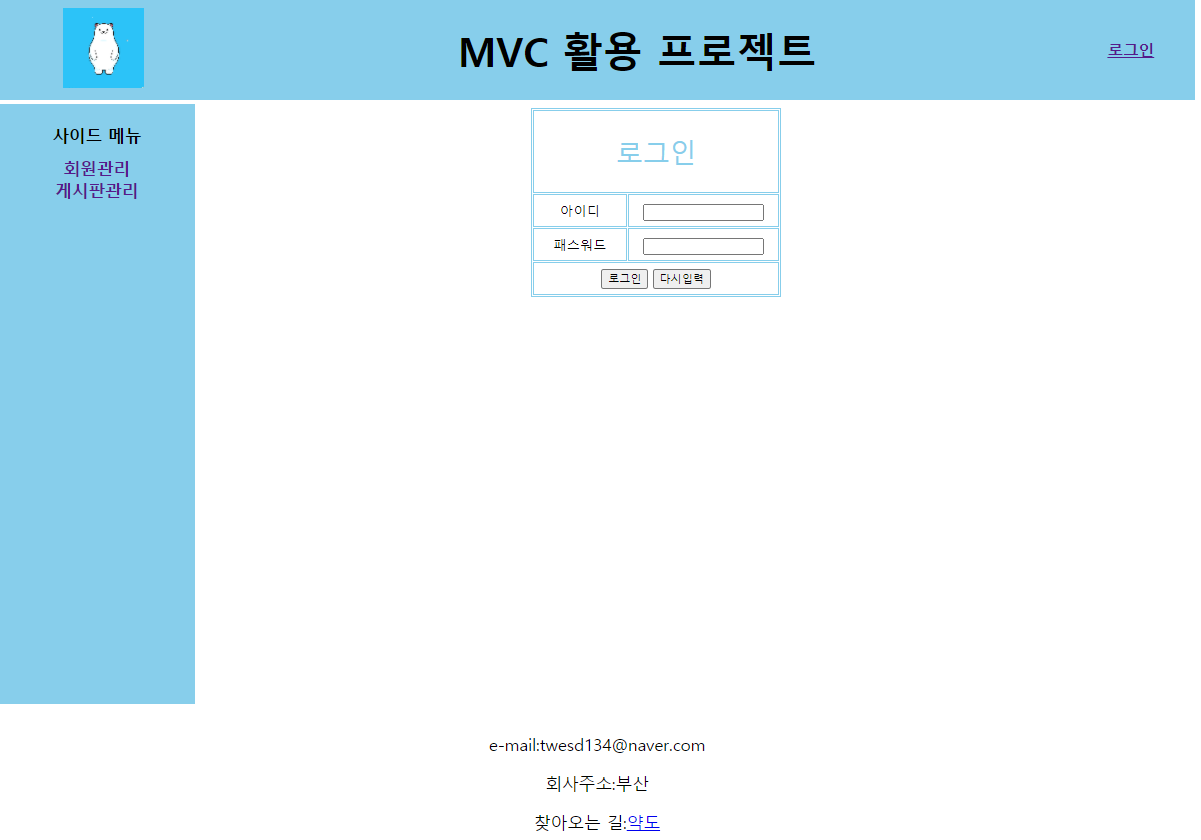 MVC 활용 프로젝트
로그인
사이드 메뉴
회원관리
게시판관리
로그인
아이디
패스워드
로그인 다시입력
e-mail:twesd134@naver.com
회사주소:부산
찾아오는 길:약도